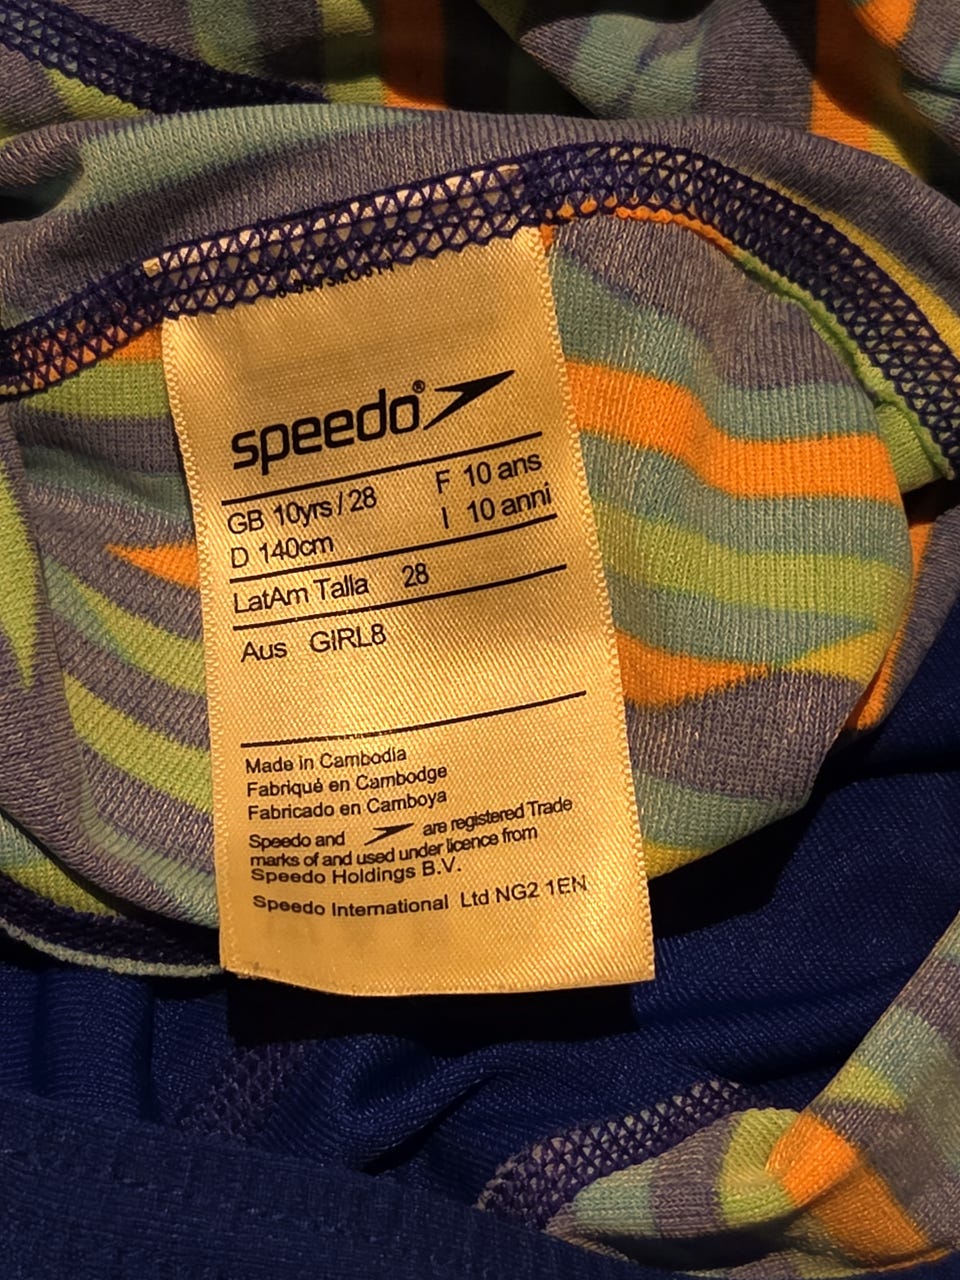 speedo®
GB 10yrs / 28 F 10 ans
D 140cm I 10 anni
LatAm Talla 28
Aus GIRL8
Made in Cambodia
Fabriqué en Cambodge
Fabricado en Camboya
Speedo and are registered Trade
marks of and used under licence from
Speedo Holdings B.V.
Speedo International Ltd NG2 1EN